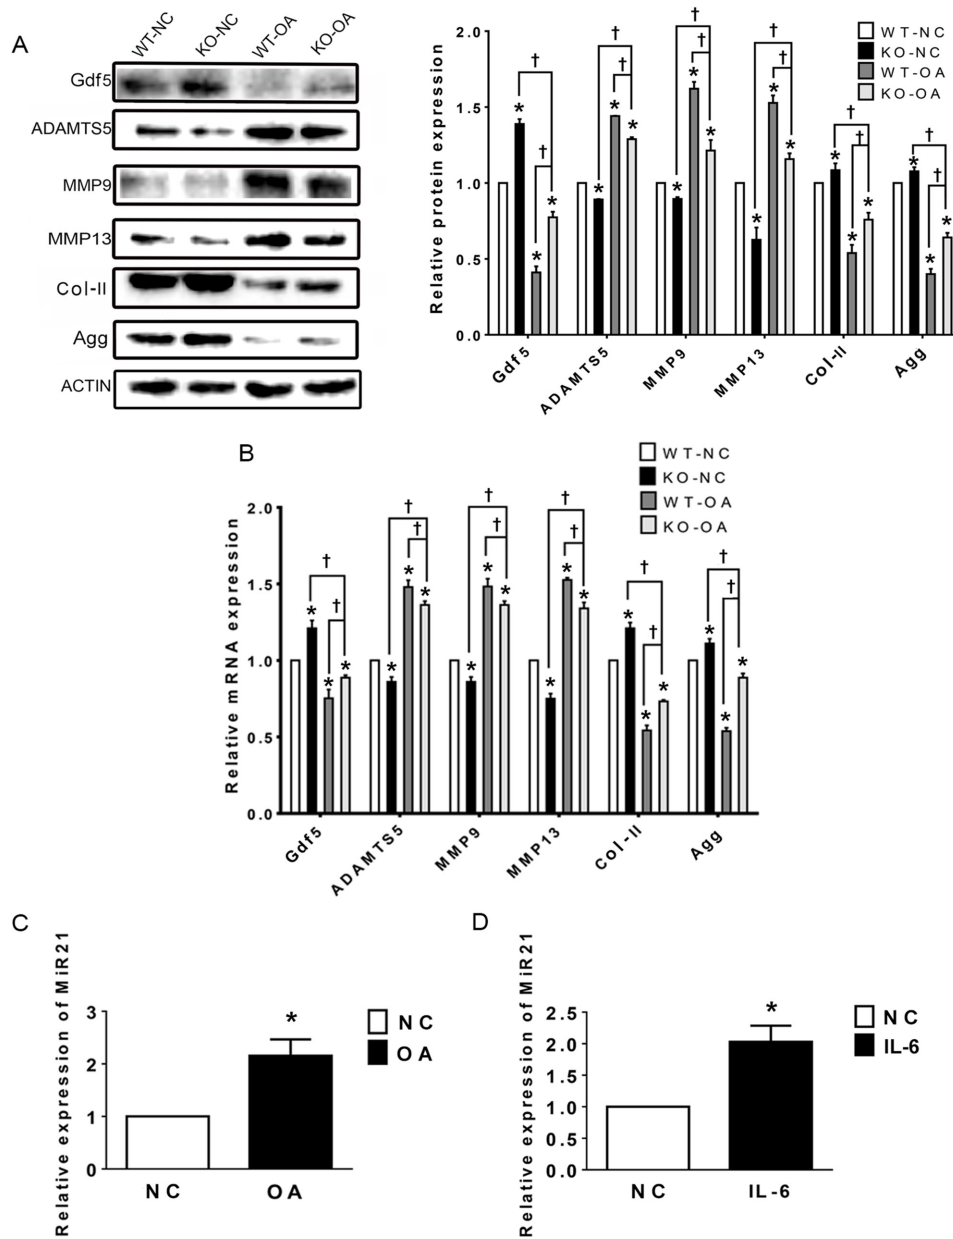 A
WT-NC KO-NC WT-OA KO-OA
Gdf5
ADAMTS5
MMP9
MMP13
Col-II
Agg
ACTIN
Relative protein expression
2.0
1.5
1.0
0.5
0.0
† † † † † † † † † † † †
* * * * * * * * * * * * * * * * * *
Gdf5 ADAMTS5 MMP9 MMP13 Col-II Agg
WT-NC
KO-NC
WT-OA
KO-OA
B
WT-NC
KO-NC
WT-OA
KO-OA
Relative mRNA expression
2.0
1.5
1.0
0.5
0.0
† † † † † † † † † † † †
* * * * * * * * * * * * * * * * * *
Gdf5 ADAMTS5 MMP9 MMP13 Col-II Agg
C
Relative expression of MiR21
3
2
1
0
*
NC OA
NC
OA
D
Relative expression of MiR21
2.5
2.0
1.5
1.0
0.5
0.0
*
NC IL-6
NC
IL-6